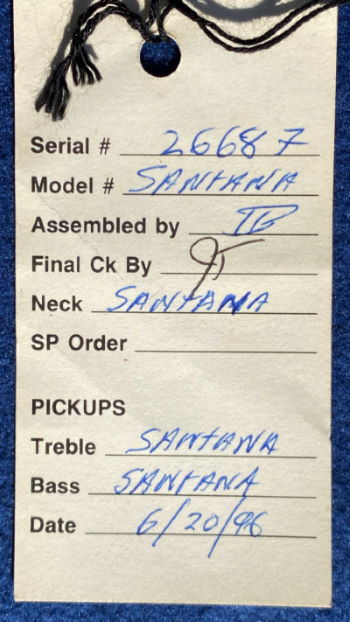 Serial # 26687
Model # SANTANA
Assembled by TB
Final Ck By
Neck SANTANA
SP Order
PICKUPS
Treble SANTANA
Bass SANTANA
Date 6/20/96